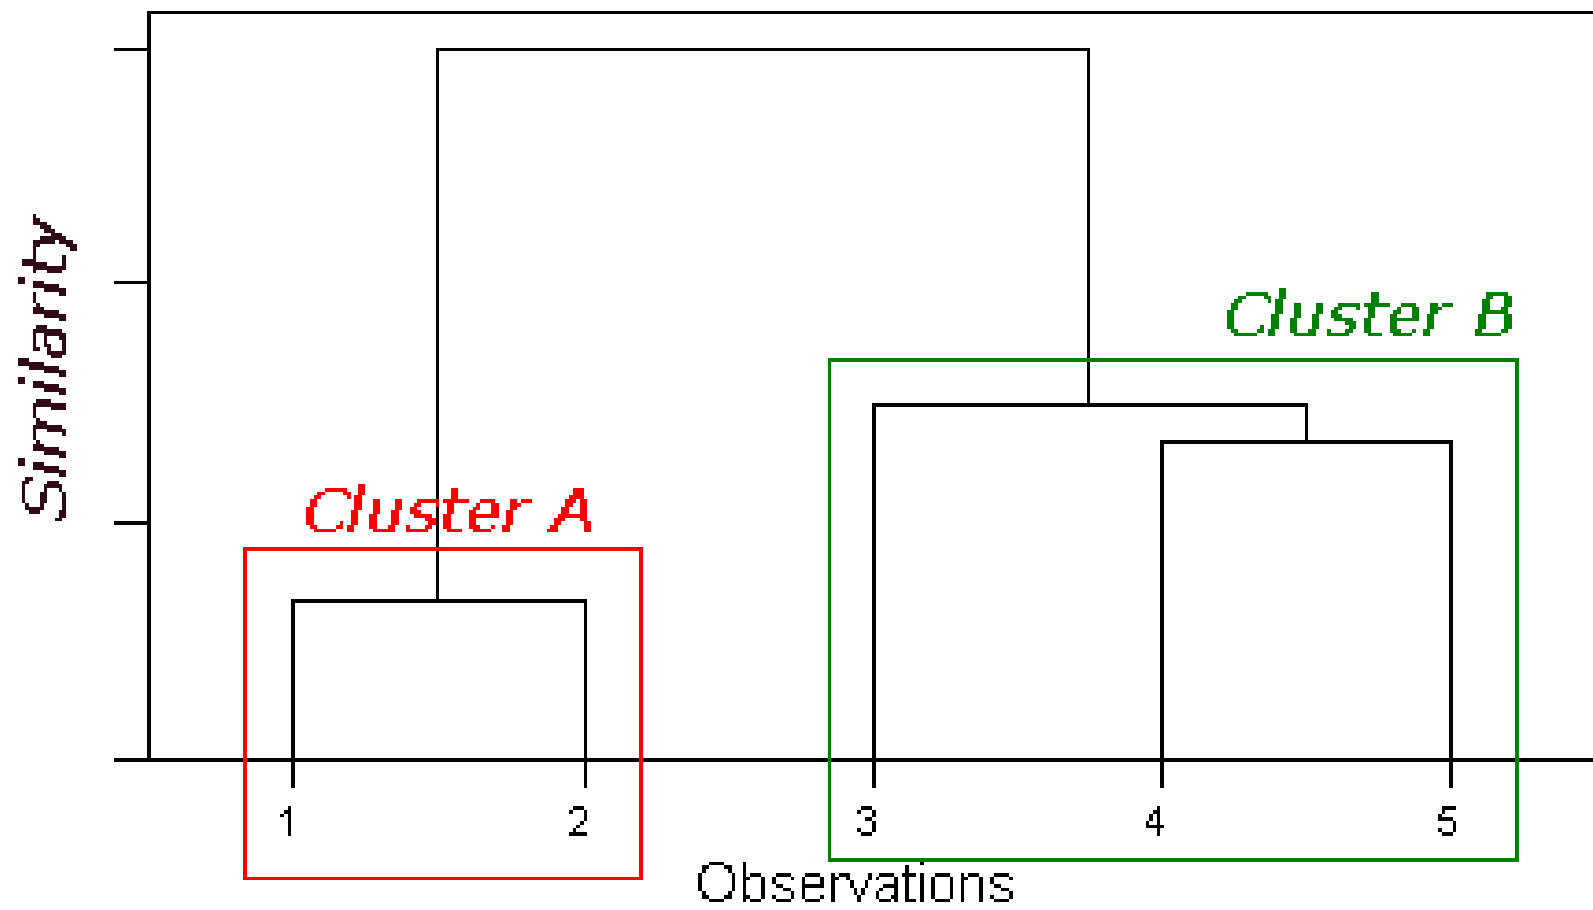 Similarity
Cluster B
Cluster A
1 2 3 4 5
Observations